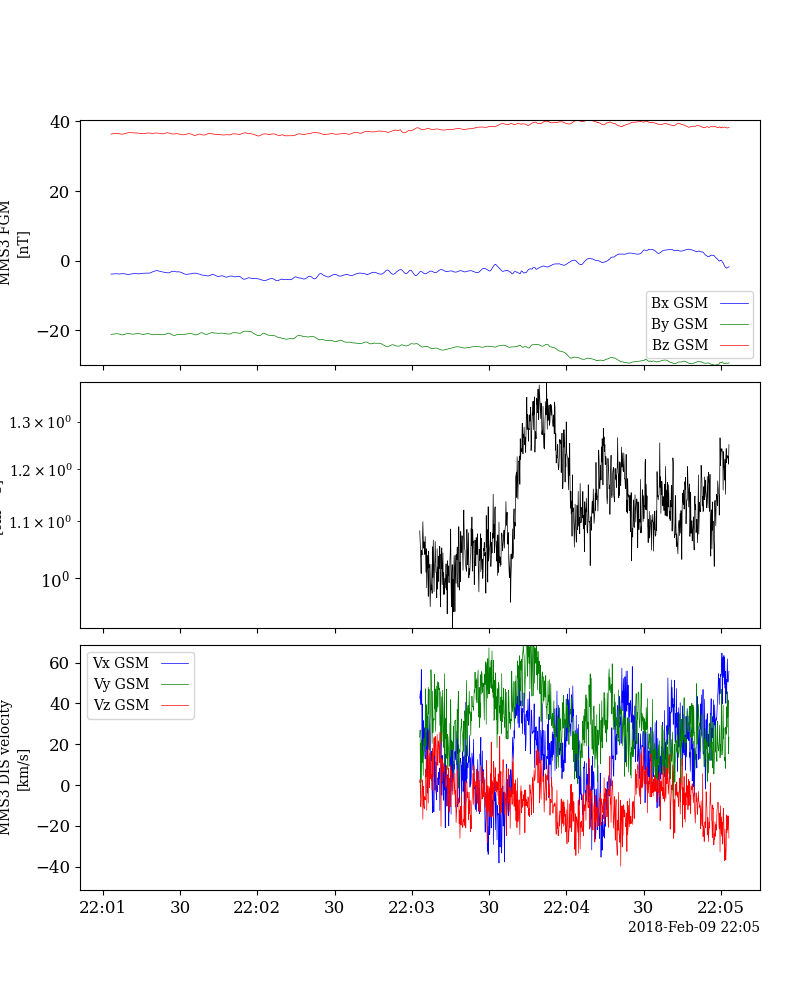 40
20
0
−20
MMS3 FGM
[nT]
Bx GSM
By GSM
Bz GSM
1.3 × 10⁰
1.2 × 10⁰
1.1 × 10⁰
10⁰
60
40
20
0
−20
−40
MMS3 DIS velocity
[km/s]
Vx GSM
Vy GSM
Vz GSM
22:01 30 22:02 30 22:03 30 22:04 30 22:05
2018-Feb-09 22:05